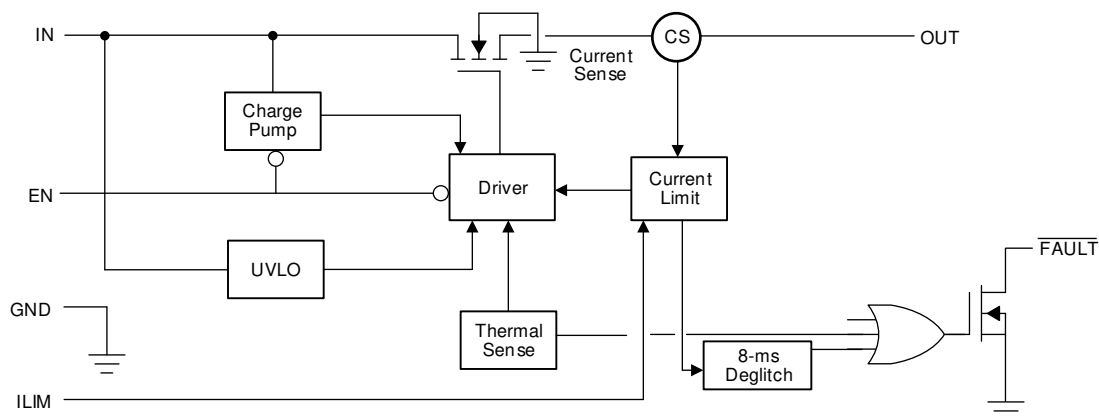 IN
CS
OUT
Current
Sense
Charge
Pump
EN
Driver
Current
Limit
FAULT
UVLO
GND
Thermal
Sense
8-ms
Deglitch
ILIM